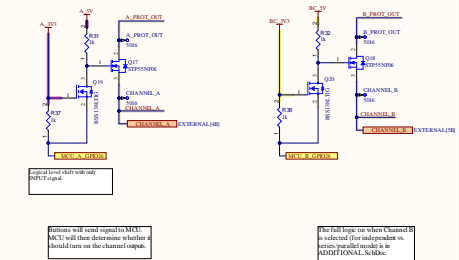 A_3V3
A_5V
A_PROT_OUT
A_PROT_OUT
5016
1k
Q17
STP55NF06
Q19
BSS138LT1G
CHANNEL_A
5016
CHANNEL_A
CHANNEL_A
EXTERNAL[4B]
R37
1k
MCU_A_GPIO26
Logical level shift with only
INPUT signal.
BC_3V3
BC_5V
B_PROT_OUT
B_PROT_OUT
5016
R32
1k
Q18
STP55NF06
Q20
BSS138LT1G
CHANNEL_B
5016
CHANNEL_B
CHANNEL_B
EXTERNAL[5B]
R38
1k
MCU_B_GPIO26
Buttons will send signal to MCU.
MCU will then determine whether it
should turn on the channel outputs.
The full logic on when Channel B
is selected (for independent vs.
series/parallel mode) is in
ADDITIONAL.SchDoc